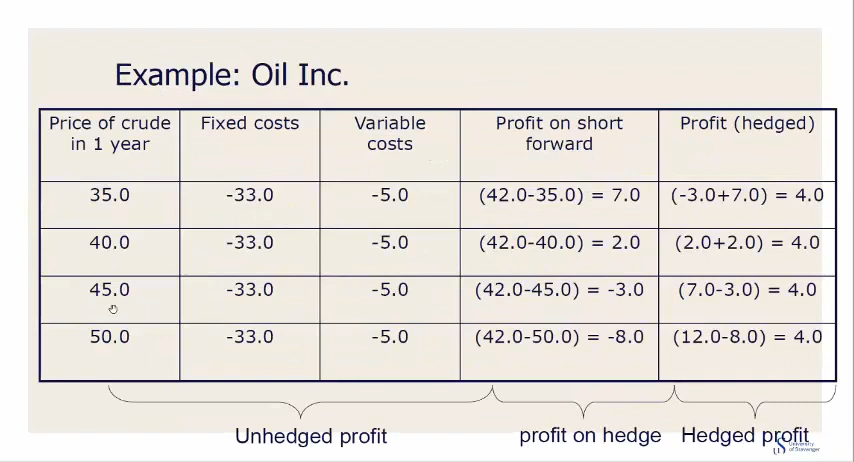 Example: Oil Inc.
Price of crude in 1 year Fixed costs Variable costs Profit on short forward Profit (hedged)
35.0 -33.0 -5.0 (42.0-35.0) = 7.0 (-3.0+7.0) = 4.0
40.0 -33.0 -5.0 (42.0-40.0) = 2.0 (2.0+2.0) = 4.0
45.0 -33.0 -5.0 (42.0-45.0) = -3.0 (7.0-3.0) = 4.0
50.0 -33.0 -5.0 (42.0-50.0) = -8.0 (12.0-8.0) = 4.0
Unhedged profit profit on hedge Hedged profit
University
of Stavanger